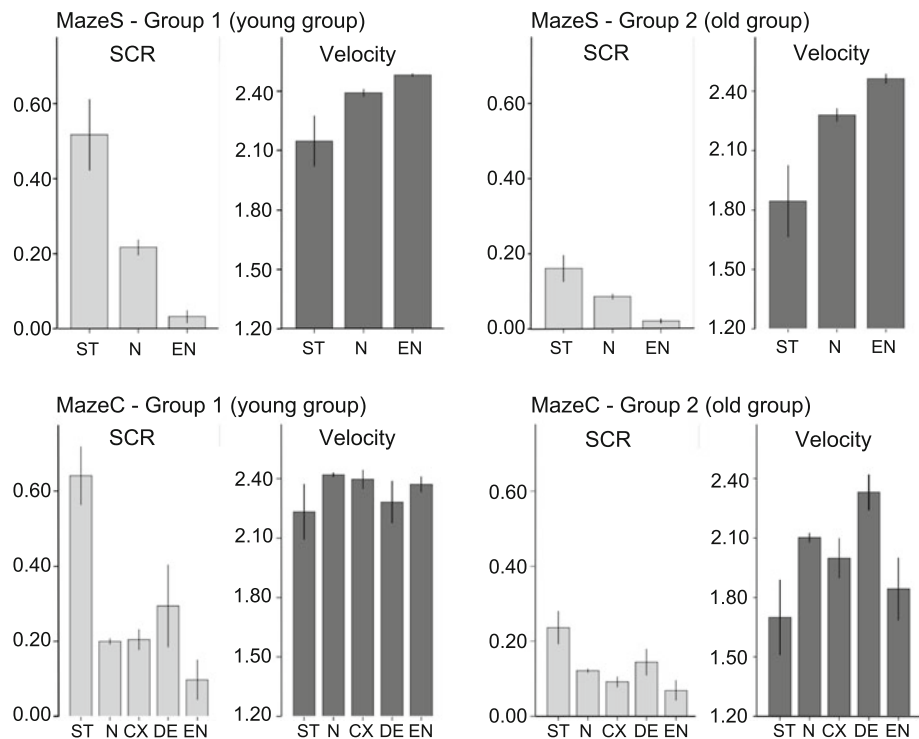 MazeS - Group 1 (young group)
SCR
Velocity
0.60
0.40
0.20
0.00
ST N EN
2.40
2.10
1.80
1.50
1.20
ST N EN
MazeS - Group 2 (old group)
SCR
Velocity
0.60
0.40
0.20
0.00
ST N EN
2.40
2.10
1.80
1.50
1.20
ST N EN
MazeC - Group 1 (young group)
SCR
Velocity
0.60
0.40
0.20
0.00
ST N CX DE EN
2.40
2.10
1.80
1.50
1.20
ST N CX DE EN
MazeC - Group 2 (old group)
SCR
Velocity
0.60
0.40
0.20
0.00
ST N CX DE EN
2.40
2.10
1.80
1.50
1.20
ST N CX DE EN